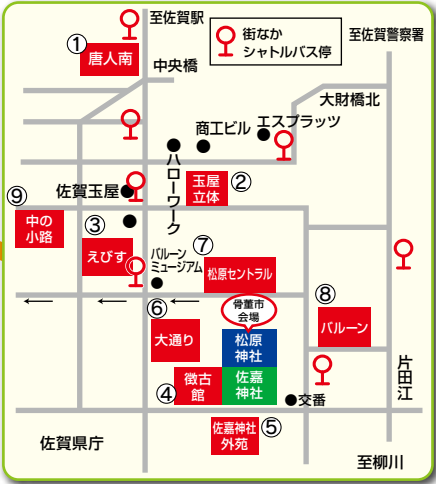 至佐賀駅
街なか
シャトルバス停
至佐賀警察署
①
唐人南
中央橋
大財橋北
商工ビル
エスプラッツ
ハローワーク
佐賀玉屋
玉屋
立体
②
⑨
中の
小路
③
えびす
バルーン
ミュージアム
⑦
松原セントラル
骨董市
会場
⑧
バルーン
⑥
大通り
松原
神社
④
徴古
館
佐嘉
神社
交番
片田江
佐嘉神社
外苑
⑤
佐賀県庁
至柳川